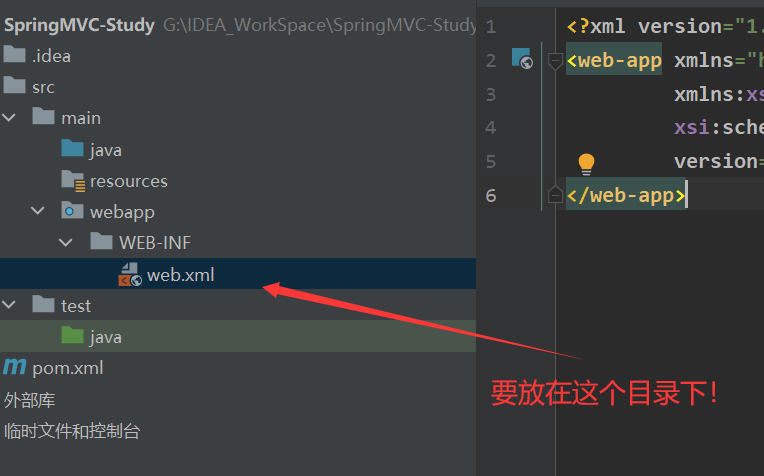 SpringMVC-Study G:\IDEA_WorkSpace\SpringMVC-Study
.idea
src
main
java
resources
webapp
WEB-INF
web.xml
test
java
pom.xml
外部库
临时文件和控制台
1 <?xml version="1.
2 <web-app xmlns="h
3 xmlns:xs
4 xsi:sche
5 version=
6 </web-app>
要放在这个目录下！